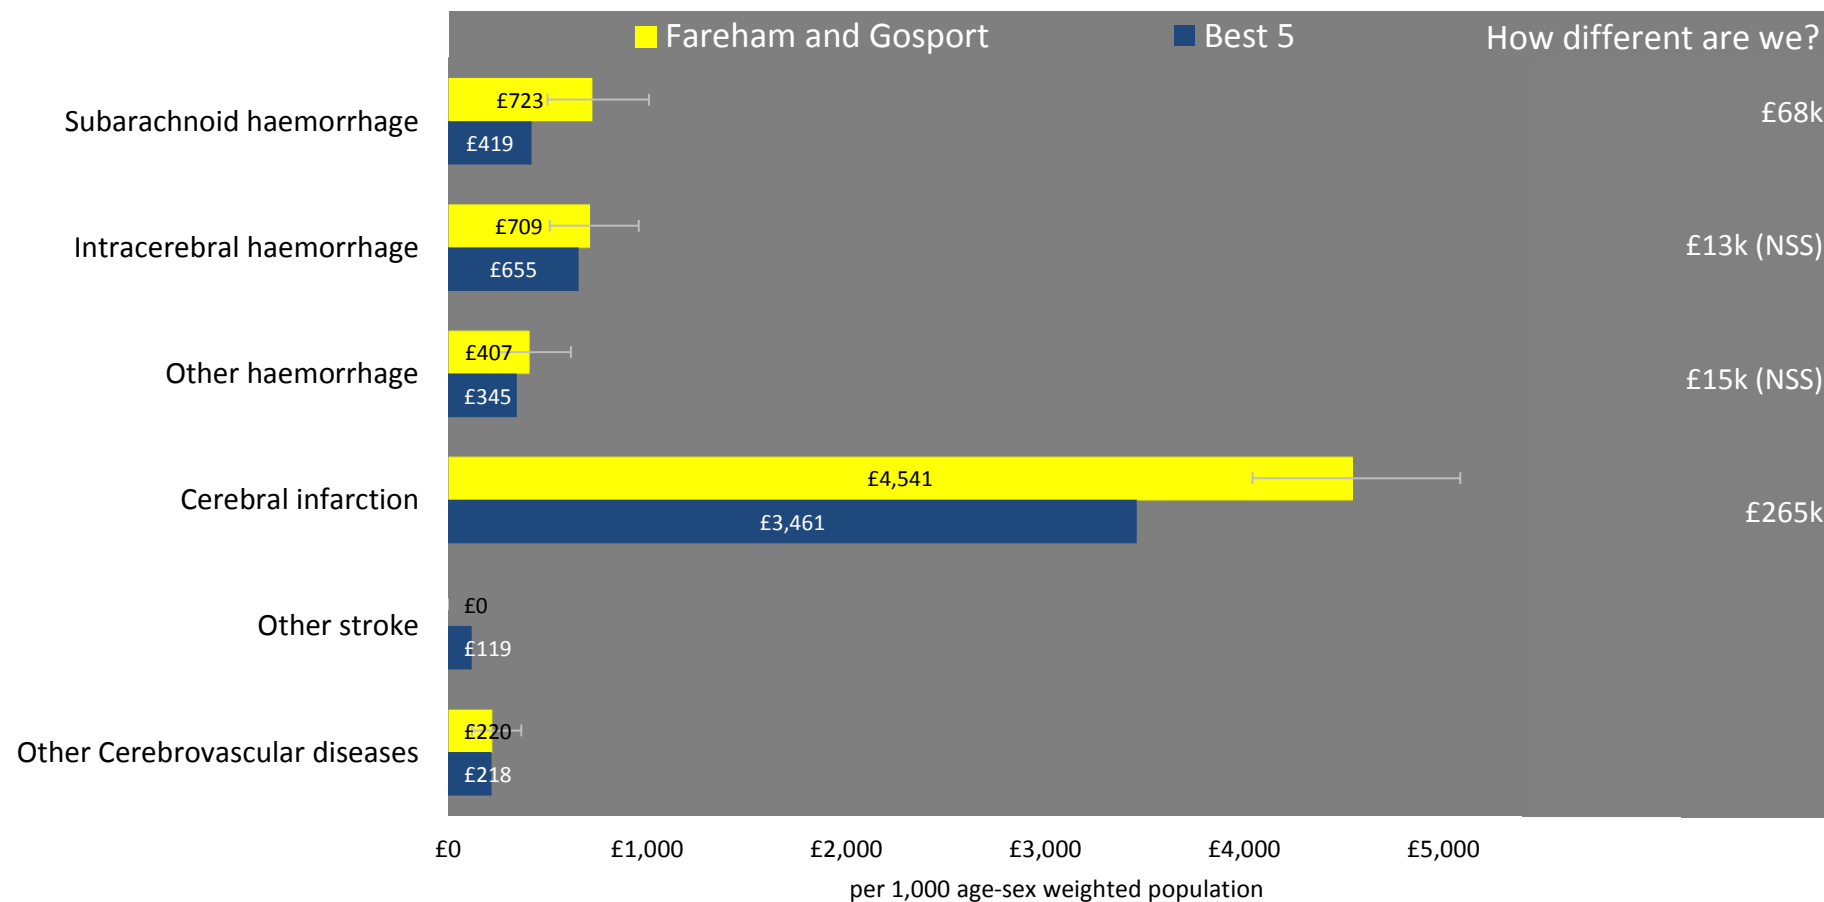 Fareham and Gosport
Best 5
How different are we?
Subarachnoid haemorrhage
£723
£419
£68k
Intracerebral haemorrhage
£709
£655
£13k (NSS)
Other haemorrhage
£407
£345
£15k (NSS)
Cerebral infarction
£4,541
£3,461
£265k
Other stroke
£0
£119
Other Cerebrovascular diseases
£220
£218
£0 £1,000 £2,000 £3,000 £4,000 £5,000
per 1,000 age-sex weighted population